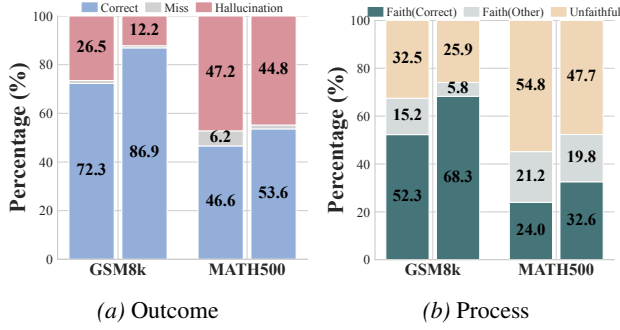 Correct Miss Hallucination
Percentage (%)
100
80
60
40
20
0
26.5 12.2 47.2 44.8
6.2
72.3 86.9 46.6 53.6
GSM8k MATH500
(a) Outcome
Faith(Correct) Faith(Other) Unfaithful
Percentage (%)
100
80
60
40
20
0
32.5 25.9 54.8 47.7
15.2 5.8 21.2 19.8
52.3 68.3 24.0 32.6
GSM8k MATH500
(b) Process